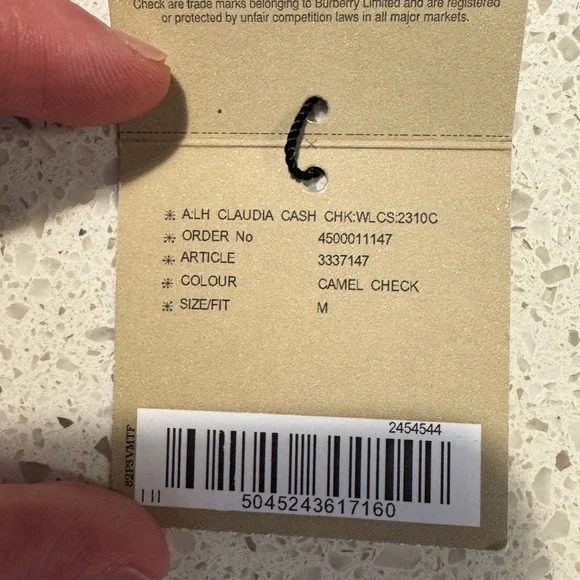 Check are trade marks belonging to Burberry Limited and are registered
or protected by unfair competition laws in all major markets.
A:LH CLAUDIA CASH CHK:WLCS:2310C
ORDER No 4500011147
ARTICLE 3337147
COLOUR CAMEL CHECK
SIZE/FIT M
82P3VMTF
2454544
5045243617160